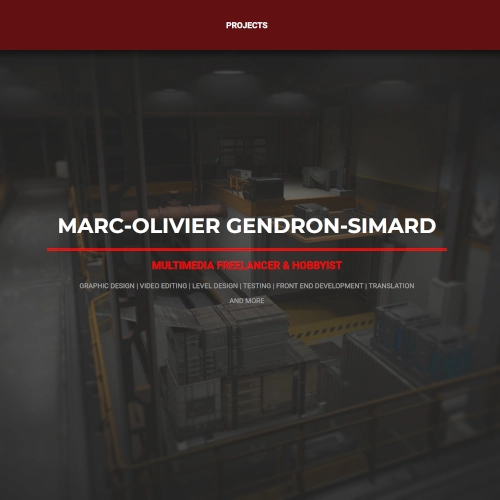 PROJECTS
MARC-OLIVIER GENDRON-SIMARD
MULTIMEDIA FREELANCER & HOBBYIST
GRAPHIC DESIGN | VIDEO EDITING | LEVEL DESIGN | TESTING | FRONT END DEVELOPMENT | TRANSLATION
AND MORE